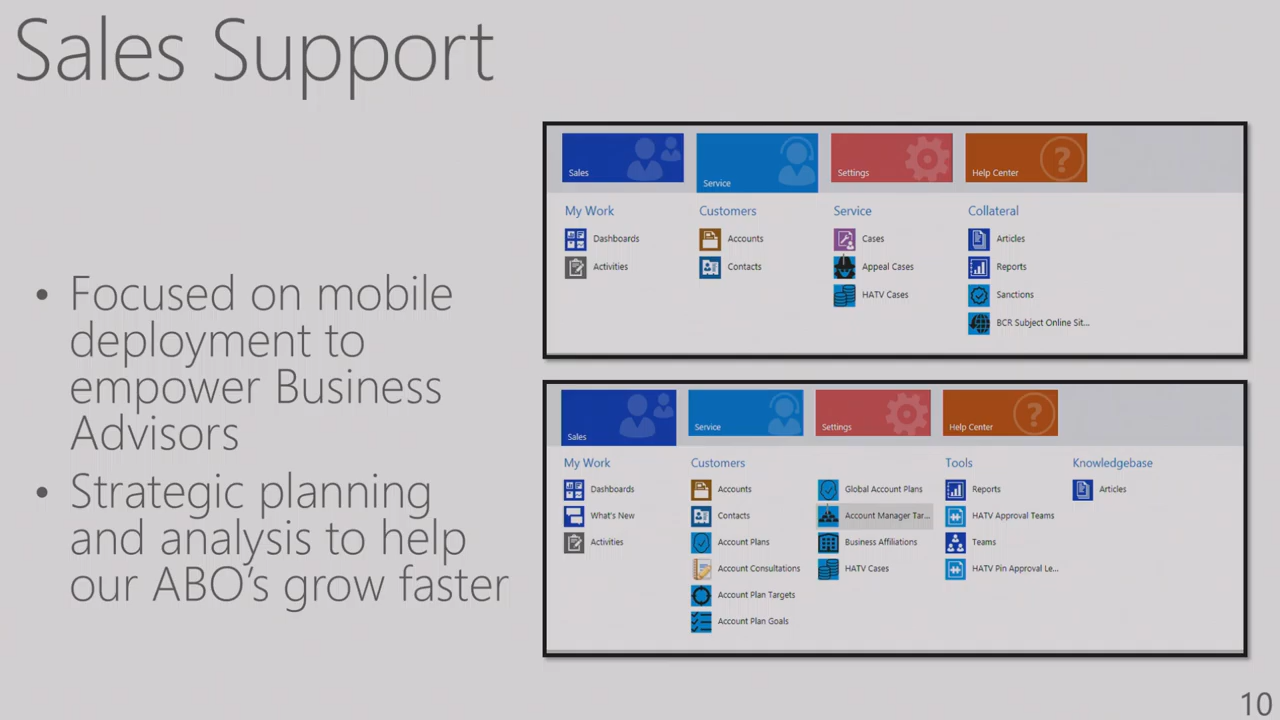 Sales Support
• Focused on mobile
deployment to
empower Business
Advisors
• Strategic planning
and analysis to help
our ABO's grow faster
Sales
Service
Settings
Help Center
My Work
Dashboards
Activities
Customers
Accounts
Contacts
Service
Cases
Appeal Cases
HATV Cases
Collateral
Articles
Reports
Sanctions
BCR Subject Online Sit...
Sales
Service
Settings
Help Center
My Work
Dashboards
What's New
Activities
Customers
Accounts
Contacts
Account Plans
Account Consultations
Account Plan Targets
Account Plan Goals
Global Account Plans
Account Manager Tar...
Business Affiliations
HATV Cases
Tools
Reports
HATV Approval Teams
Teams
HATV Pin Approval Le...
Knowledgebase
Articles
10